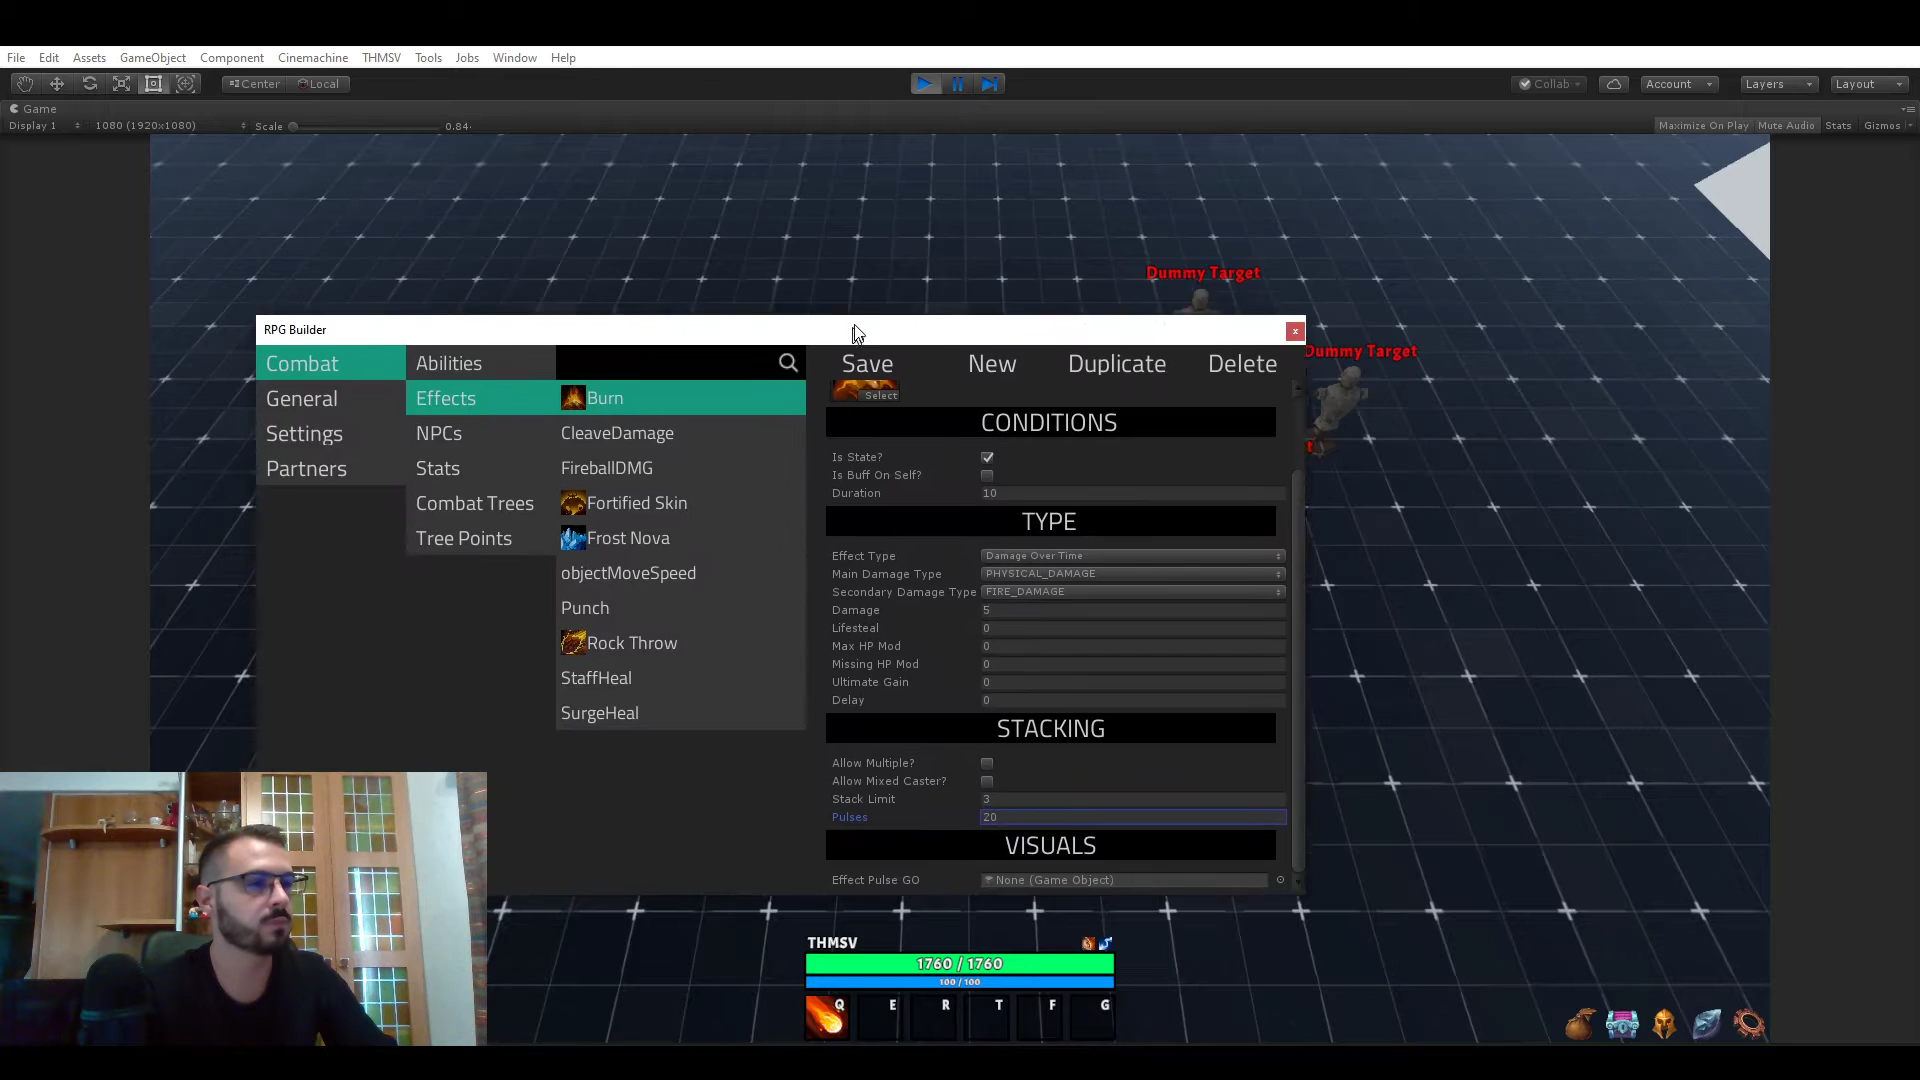 File Edit Assets GameObject Component Cinemachine THMSV Tools Jobs Window Help
Center Local Collab Account Layers Layout
Game
Display 1 1080 (1920x1080) Scale 0.84 Maximize On Play Mute Audio Stats Gizmos
Dummy Target
Dummy Target
RPG Builder x
Combat Abilities Save New Duplicate Delete
Select
General Effects Burn
CONDITIONS
Settings NPCs CleaveDamage
Is State?
Partners Stats FireballDMG
Is Buff On Self?
Duration 10
Combat Trees Fortified Skin
TYPE
Tree Points Frost Nova
Effect Type Damage Over Time
objectMoveSpeed
Main Damage Type PHYSICAL_DAMAGE
Secondary Damage Type FIRE_DAMAGE
Punch
Damage 5
Lifesteal 0
Rock Throw
Max HP Mod 0
Missing HP Mod 0
StaffHeal
Ultimate Gain 0
Delay 0
SurgeHeal
STACKING
Allow Multiple?
Allow Mixed Caster?
Stack Limit 3
Pulses 20
VISUALS
Effect Pulse GO None (Game Object)
THMSV
1760 / 1760
100 / 100
Q E R T F G